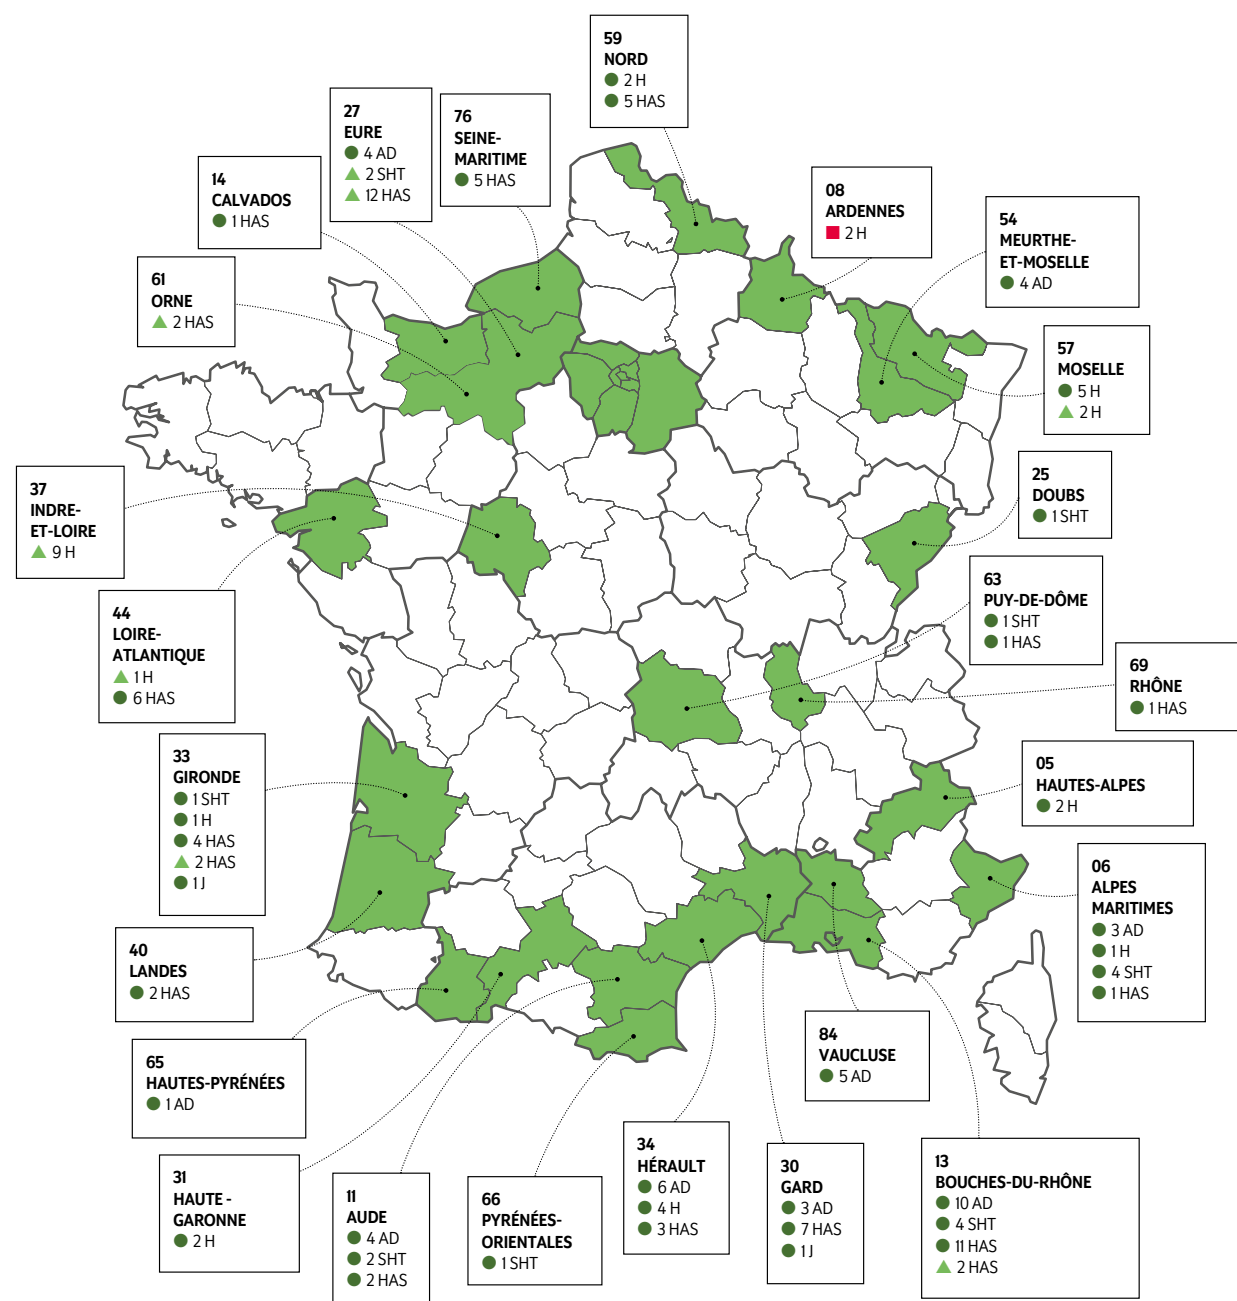 59
NORD
2 H
5 HAS
27
EURE
4 AD
2 SHT
12 HAS
76
SEINE-
MARITIME
5 HAS
14
CALVADOS
1 HAS
08
ARDENNES
2 H
54
MEURTHE-
ET-MOSELLE
4 AD
61
ORNE
2 HAS
57
MOSELLE
5 H
2 H
37
INDRE-
ET-LOIRE
9 H
25
DOUBS
1 SHT
44
LOIRE-
ATLANTIQUE
1 H
6 HAS
63
PUY-DE-DÔME
1 SHT
1 HAS
69
RHÔNE
1 HAS
33
GIRONDE
1 SHT
1 H
4 HAS
2 HAS
1 J
05
HAUTES-ALPES
2 H
06
ALPES
MARITIMES
3 AD
1 H
4 SHT
1 HAS
40
LANDES
2 HAS
84
VAUCLUSE
5 AD
65
HAUTES-PYRÉNÉES
1 AD
31
HAUTE -
GARONNE
2 H
11
AUDE
4 AD
2 SHT
2 HAS
66
PYRÉNÉES-
ORIENTALES
1 SHT
34
HÉRAULT
6 AD
4 H
3 HAS
30
GARD
3 AD
7 HAS
1 J
13
BOUCHES-DU-RHÔNE
10 AD
4 SHT
11 HAS
2 HAS